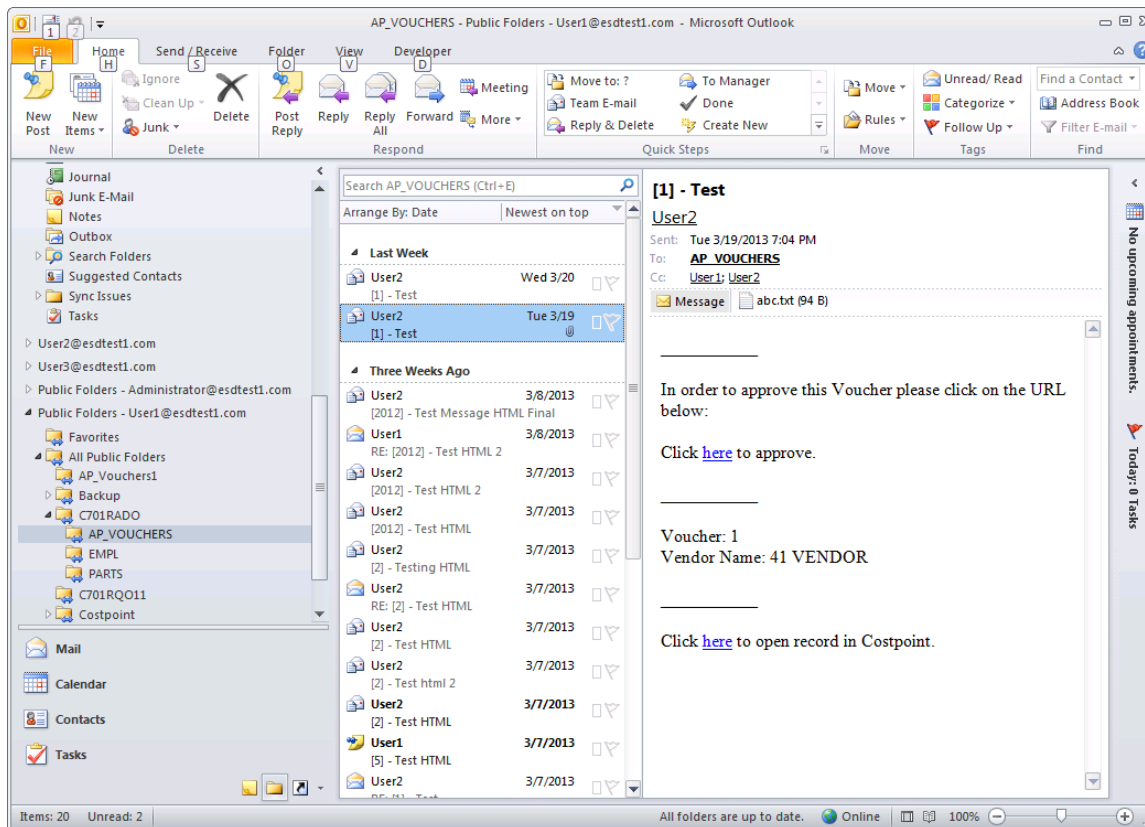 AP_VOUCHERS - Public Folders - User1@esdtest1.com - Microsoft Outlook
1 2
File Home Send / Receive Folder View Developer
F H S O V D
New Post
New Items
Ignore
Clean Up
Junk
Delete
Post Reply
Reply
Reply All
Forward
Meeting
More
Move to: ?
Team E-mail
Reply & Delete
To Manager
Done
Create New
Move
Rules
Unread/ Read
Categorize
Follow Up
Find a Contact
Address Book
Filter E-mail
New Delete Respond Quick Steps Move Tags Find
Journal
Junk E-Mail
Notes
Outbox
Search Folders
Suggested Contacts
Sync Issues
Tasks
User2@esdtest1.com
User3@esdtest1.com
Public Folders - Administrator@esdtest1.com
Public Folders - User1@esdtest1.com
Favorites
All Public Folders
AP_Vouchers1
Backup
C701RADO
AP_VOUCHERS
EMPL
PARTS
C701RQO11
Costpoint
Mail
Calendar
Contacts
Tasks
Search AP_VOUCHERS (Ctrl+E)
Arrange By: Date Newest on top
Last Week
User2 Wed 3/20
[1] - Test
User2 Tue 3/19
[1] - Test
Three Weeks Ago
User2 3/8/2013
[2012] - Test Message HTML Final
User1 3/8/2013
RE: [2012] - Test HTML 2
User2 3/7/2013
[2012] - Test HTML 2
User2 3/7/2013
[2012] - Test HTML
User2 3/7/2013
[2] - Testing HTML
User2 3/7/2013
RE: [2] - Test HTML
User2 3/7/2013
[2] - Test HTML
User2 3/7/2013
[2] - Test html 2
User2 3/7/2013
[2] - Test HTML
User1 3/7/2013
[5] - Test HTML
User2 3/7/2013
RE: [1] - Test
[1] - Test
User2
Sent: Tue 3/19/2013 7:04 PM
To: AP_VOUCHERS
Cc: User1; User2
Message abc.txt (94 B)
In order to approve this Voucher please click on the URL
below:
Click here to approve.
Voucher: 1
Vendor Name: 41 VENDOR
Click here to open record in Costpoint.
No upcoming appointments.
Today: 0 Tasks
Items: 20 Unread: 2
All folders are up to date. Online 100%